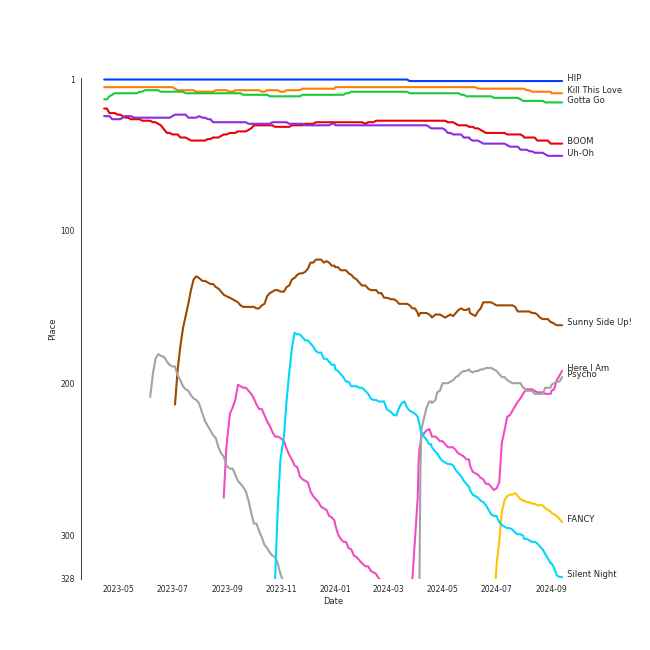 1
100
200
300
328
Place
HIP
Kill This Love
Gotta Go
BOOM
Uh-Oh
Sunny Side Up!
Here I Am
Psycho
FANCY
Silent Night
2023-05 2023-07 2023-09 2023-11 2024-01 2024-03 2024-05 2024-07 2024-09
Date